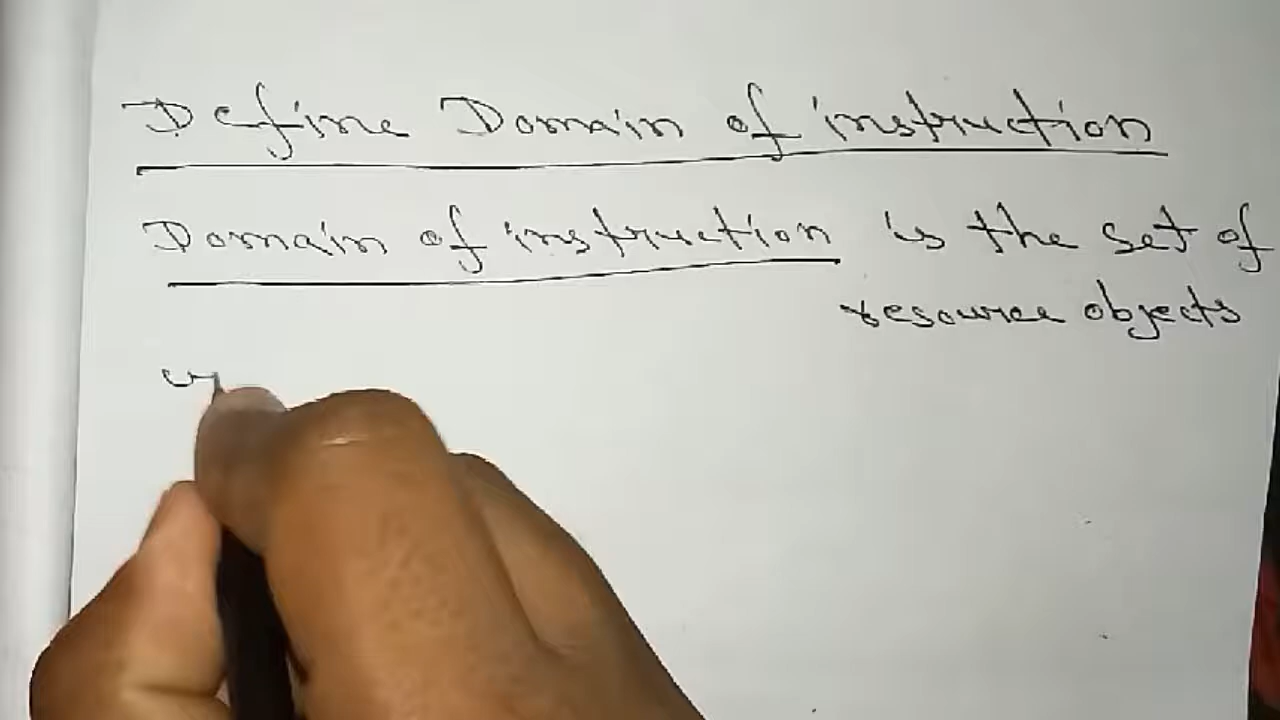 Define Domain of instruction
Domain of instruction is the set of
resource objects